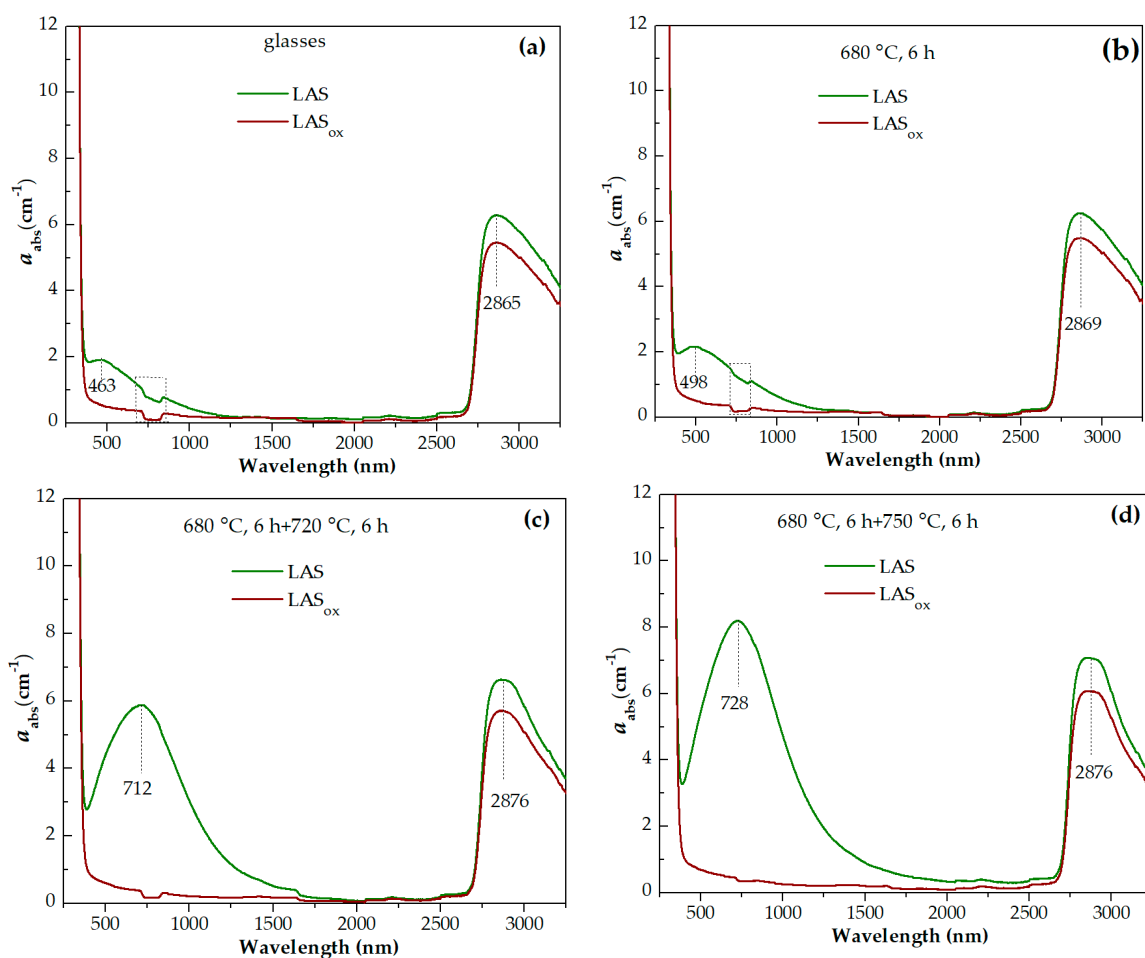 glasses
(a)
LAS
LASox
12
10
8
6
4
2
0
aabs(cm-1)
463
2865
500
1000
1500
2000
2500
3000
Wavelength (nm)
680 °C, 6 h
(b)
LAS
LASox
12
10
8
6
4
2
0
aabs(cm-1)
498
2869
500
1000
1500
2000
2500
3000
Wavelength (nm)
680 °C, 6 h+720 °C, 6 h
(c)
LAS
LASox
12
10
8
6
4
2
0
aabs(cm-1)
712
2876
500
1000
1500
2000
2500
3000
Wavelength (nm)
680 °C, 6 h+750 °C, 6 h
(d)
LAS
LASox
12
10
8
6
4
2
0
aabs(cm-1)
728
2876
500
1000
1500
2000
2500
3000
Wavelength (nm)